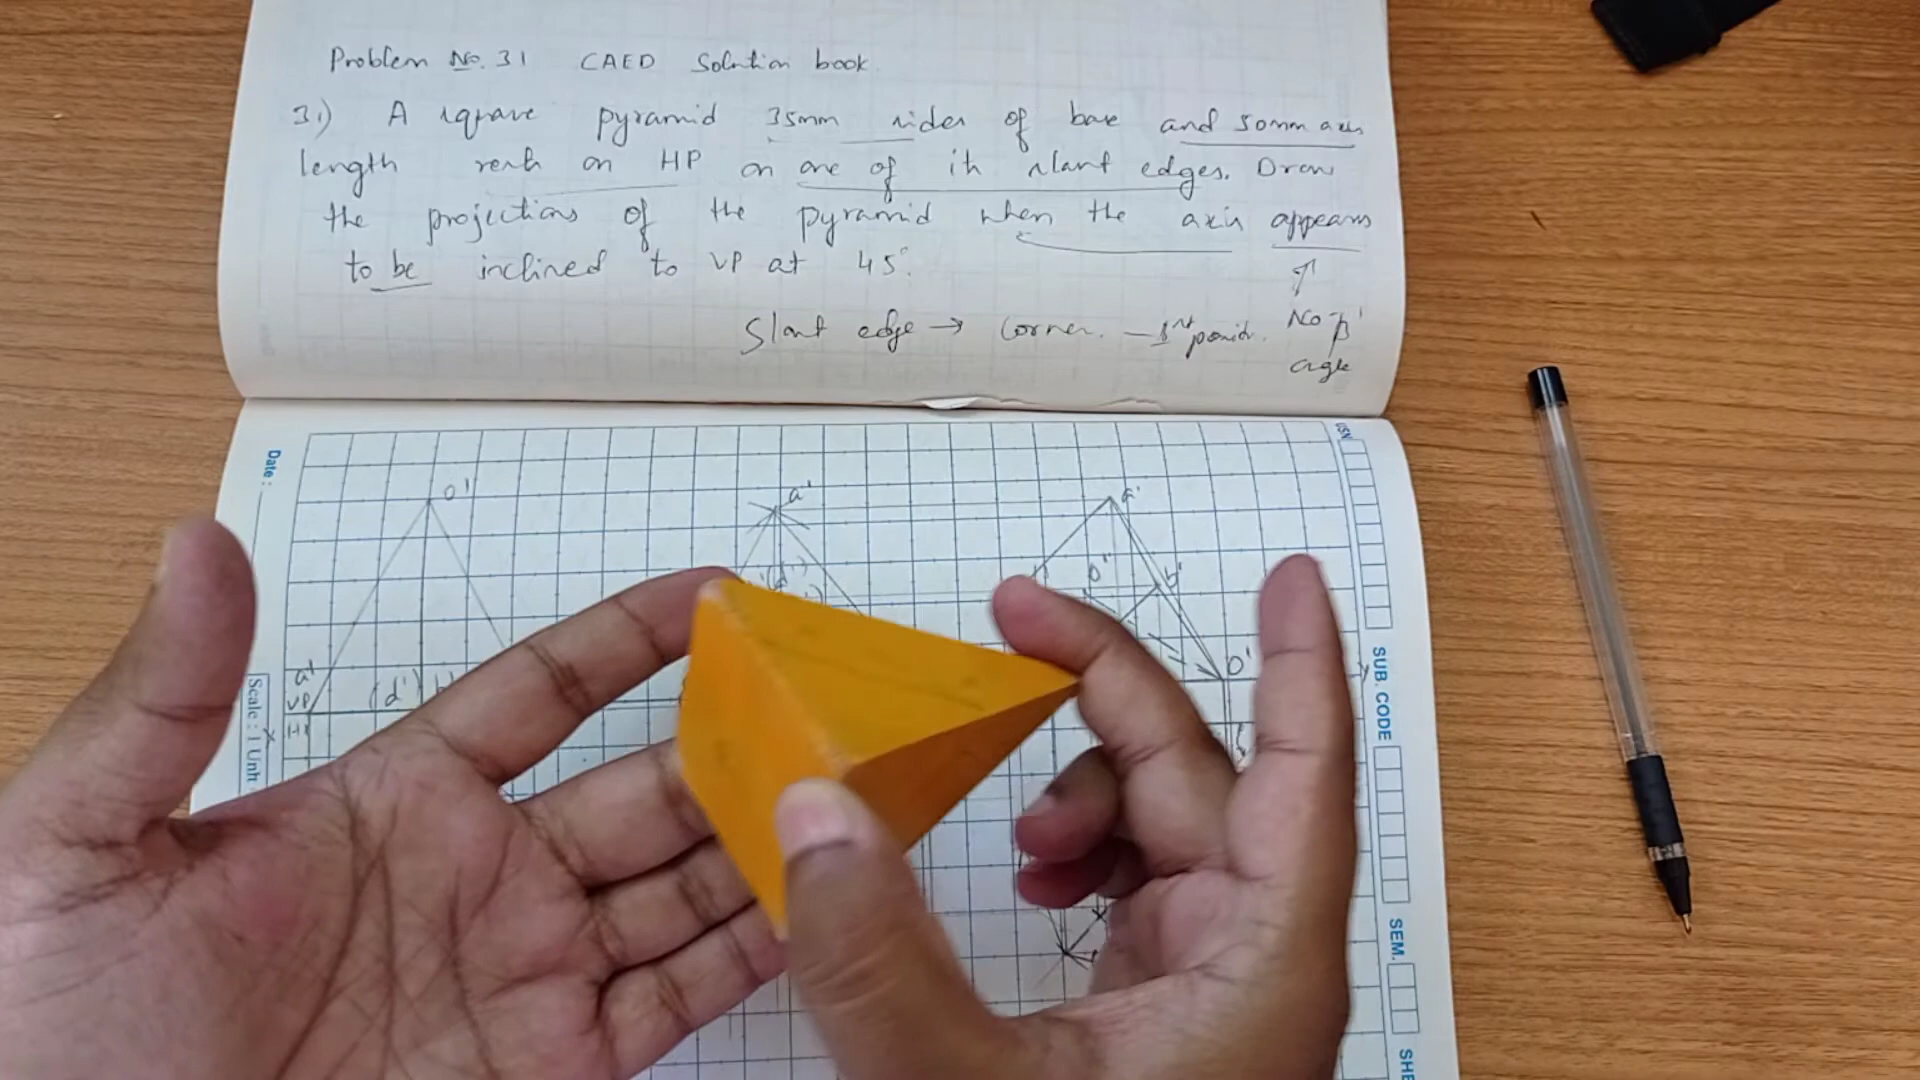 Problem No. 31 CAED Solution book
31) A square pyramid 35mm sides of base and 50mm axis
length rests on HP on one of its slant edges. Draw
the projections of the pyramid when the axis appears
to be inclined to VP at 45°.
Slant edge → Corner. - 1st position.
No β
angle
Date :
USN
O'
a'
a'
(d')
O''
b'
a'
(d')
O'
VP
X
y
Scale : 1 Unit
SUB. CODE
SEM.